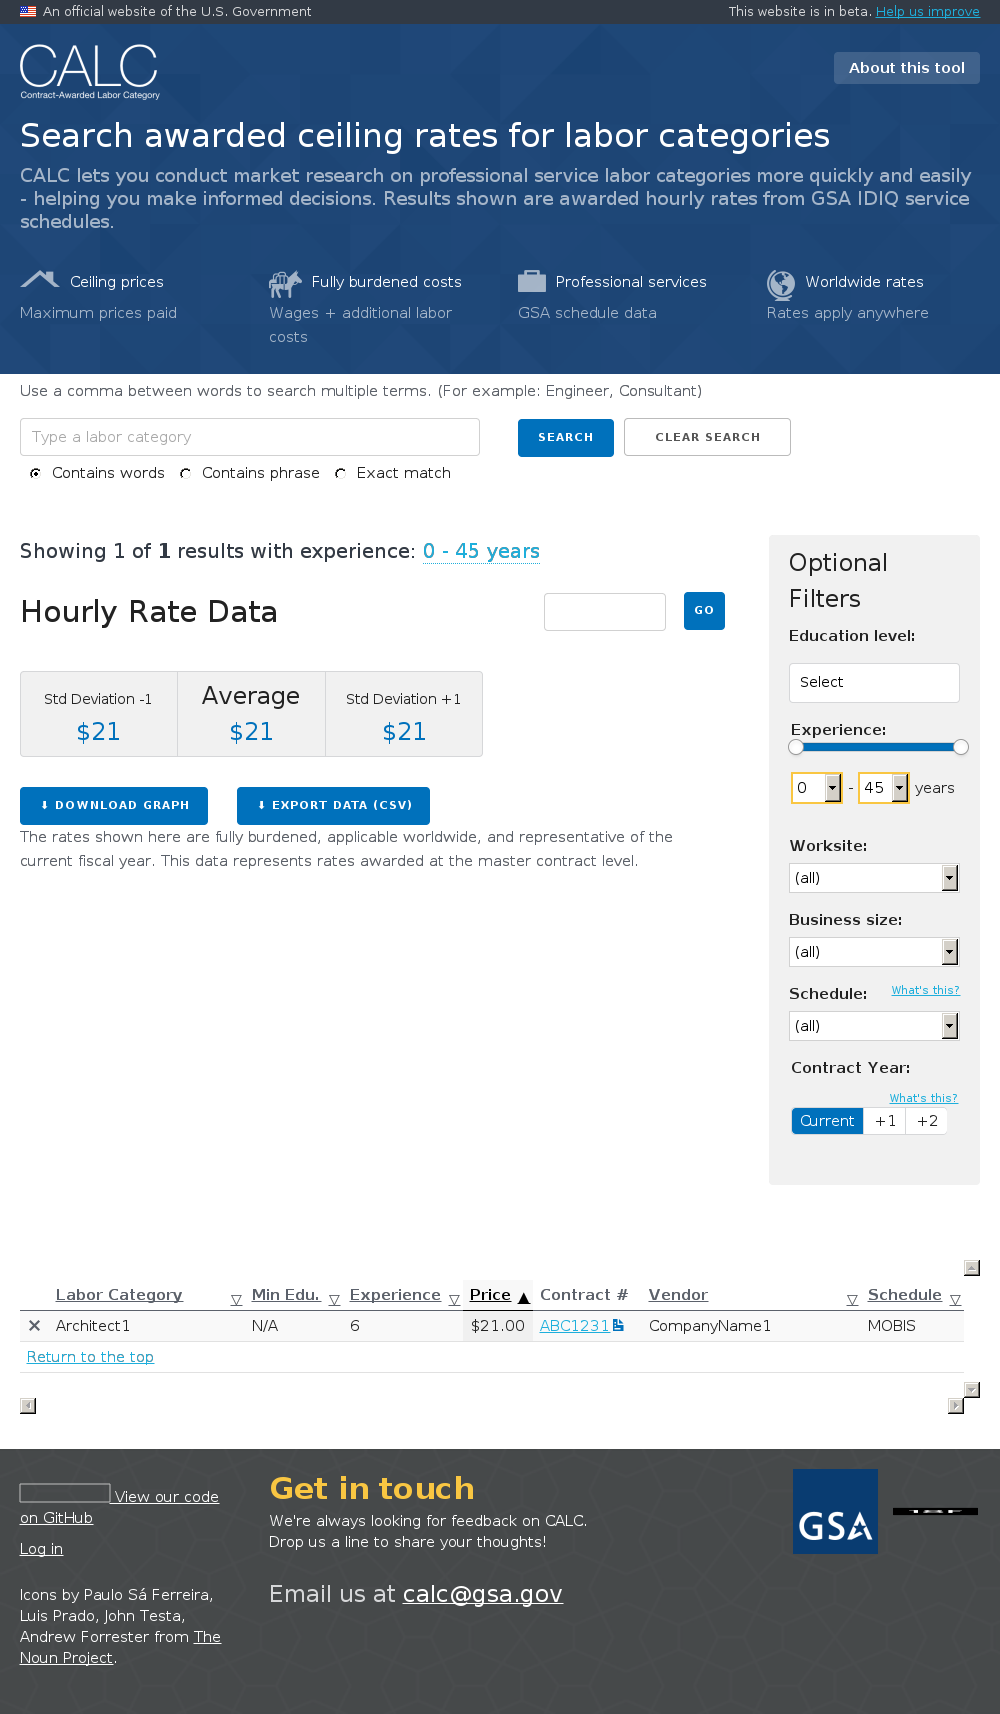 An official website of the U.S. Government
This website is in beta. Help us improve
CALC
Contract-Awarded Labor Category
About this tool
Search awarded ceiling rates for labor categories
CALC lets you conduct market research on professional service labor categories more quickly and easily
- helping you make informed decisions. Results shown are awarded hourly rates from GSA IDIQ service
schedules.
Ceiling prices
Maximum prices paid
Fully burdened costs
Wages + additional labor
costs
Professional services
GSA schedule data
Worldwide rates
Rates apply anywhere
Use a comma between words to search multiple terms. (For example: Engineer, Consultant)
Type a labor category
SEARCH
CLEAR SEARCH
Contains words Contains phrase Exact match
Showing 1 of 1 results with experience: 0 - 45 years
Hourly Rate Data
GO
Std Deviation -1 Average Std Deviation +1
$21 $21 $21
⬇ DOWNLOAD GRAPH
⬇ EXPORT DATA (CSV)
The rates shown here are fully burdened, applicable worldwide, and representative of the
current fiscal year. This data represents rates awarded at the master contract level.
Optional
Filters
Education level:
Select
Experience:
0 - 45 years
Worksite:
(all)
Business size:
(all)
Schedule: What's this?
(all)
Contract Year:
What's this?
Current +1 +2
Labor Category ▽ Min Edu. ▽ Experience ▽ Price ▲ Contract # Vendor ▽ Schedule ▽
✕ Architect1 N/A 6 $21.00 ABC1231 CompanyName1 MOBIS
Return to the top
View our code
on GitHub
Log in
Icons by Paulo Sá Ferreira,
Luis Prado, John Testa,
Andrew Forrester from The
Noun Project.
Get in touch
We're always looking for feedback on CALC.
Drop us a line to share your thoughts!
Email us at calc@gsa.gov
GSA